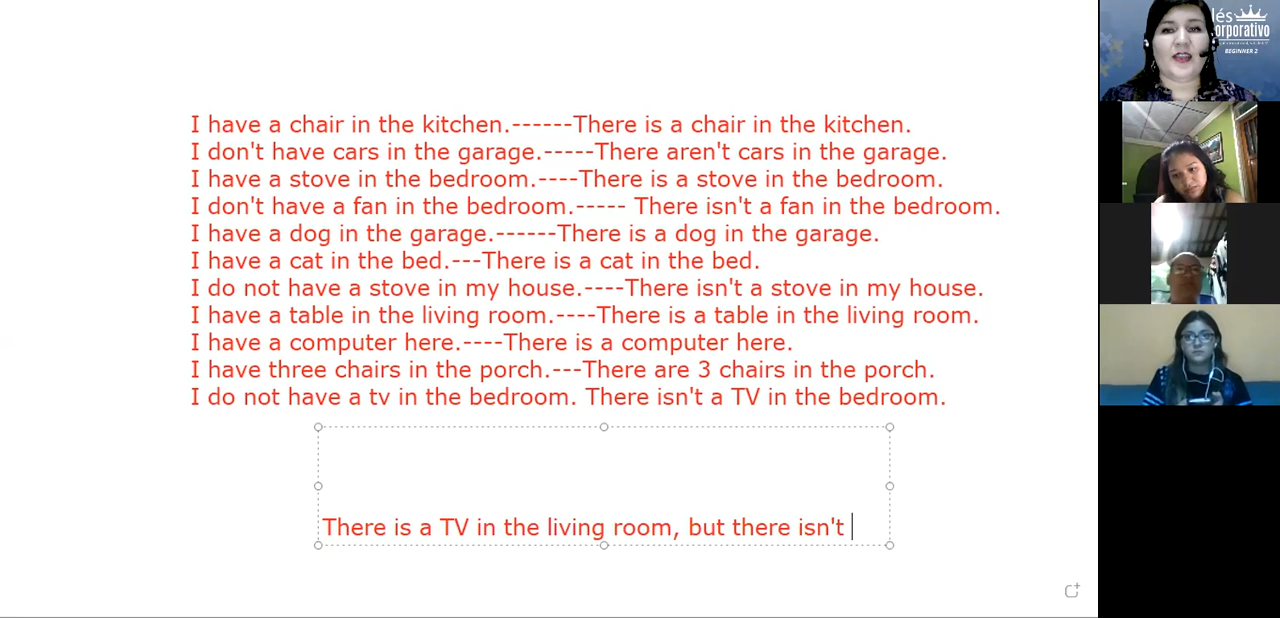 I have a chair in the kitchen.------There is a chair in the kitchen.
I don't have cars in the garage.-----There aren't cars in the garage.
I have a stove in the bedroom.----There is a stove in the bedroom.
I don't have a fan in the bedroom.----- There isn't a fan in the bedroom.
I have a dog in the garage.------There is a dog in the garage.
I have a cat in the bed.---There is a cat in the bed.
I do not have a stove in my house.----There isn't a stove in my house.
I have a table in the living room.----There is a table in the living room.
I have a computer here.----There is a computer here.
I have three chairs in the porch.---There are 3 chairs in the porch.
I do not have a tv in the bedroom. There isn't a TV in the bedroom.
There is a TV in the living room, but there isn't
lés
orporativo
BEGINNER 2